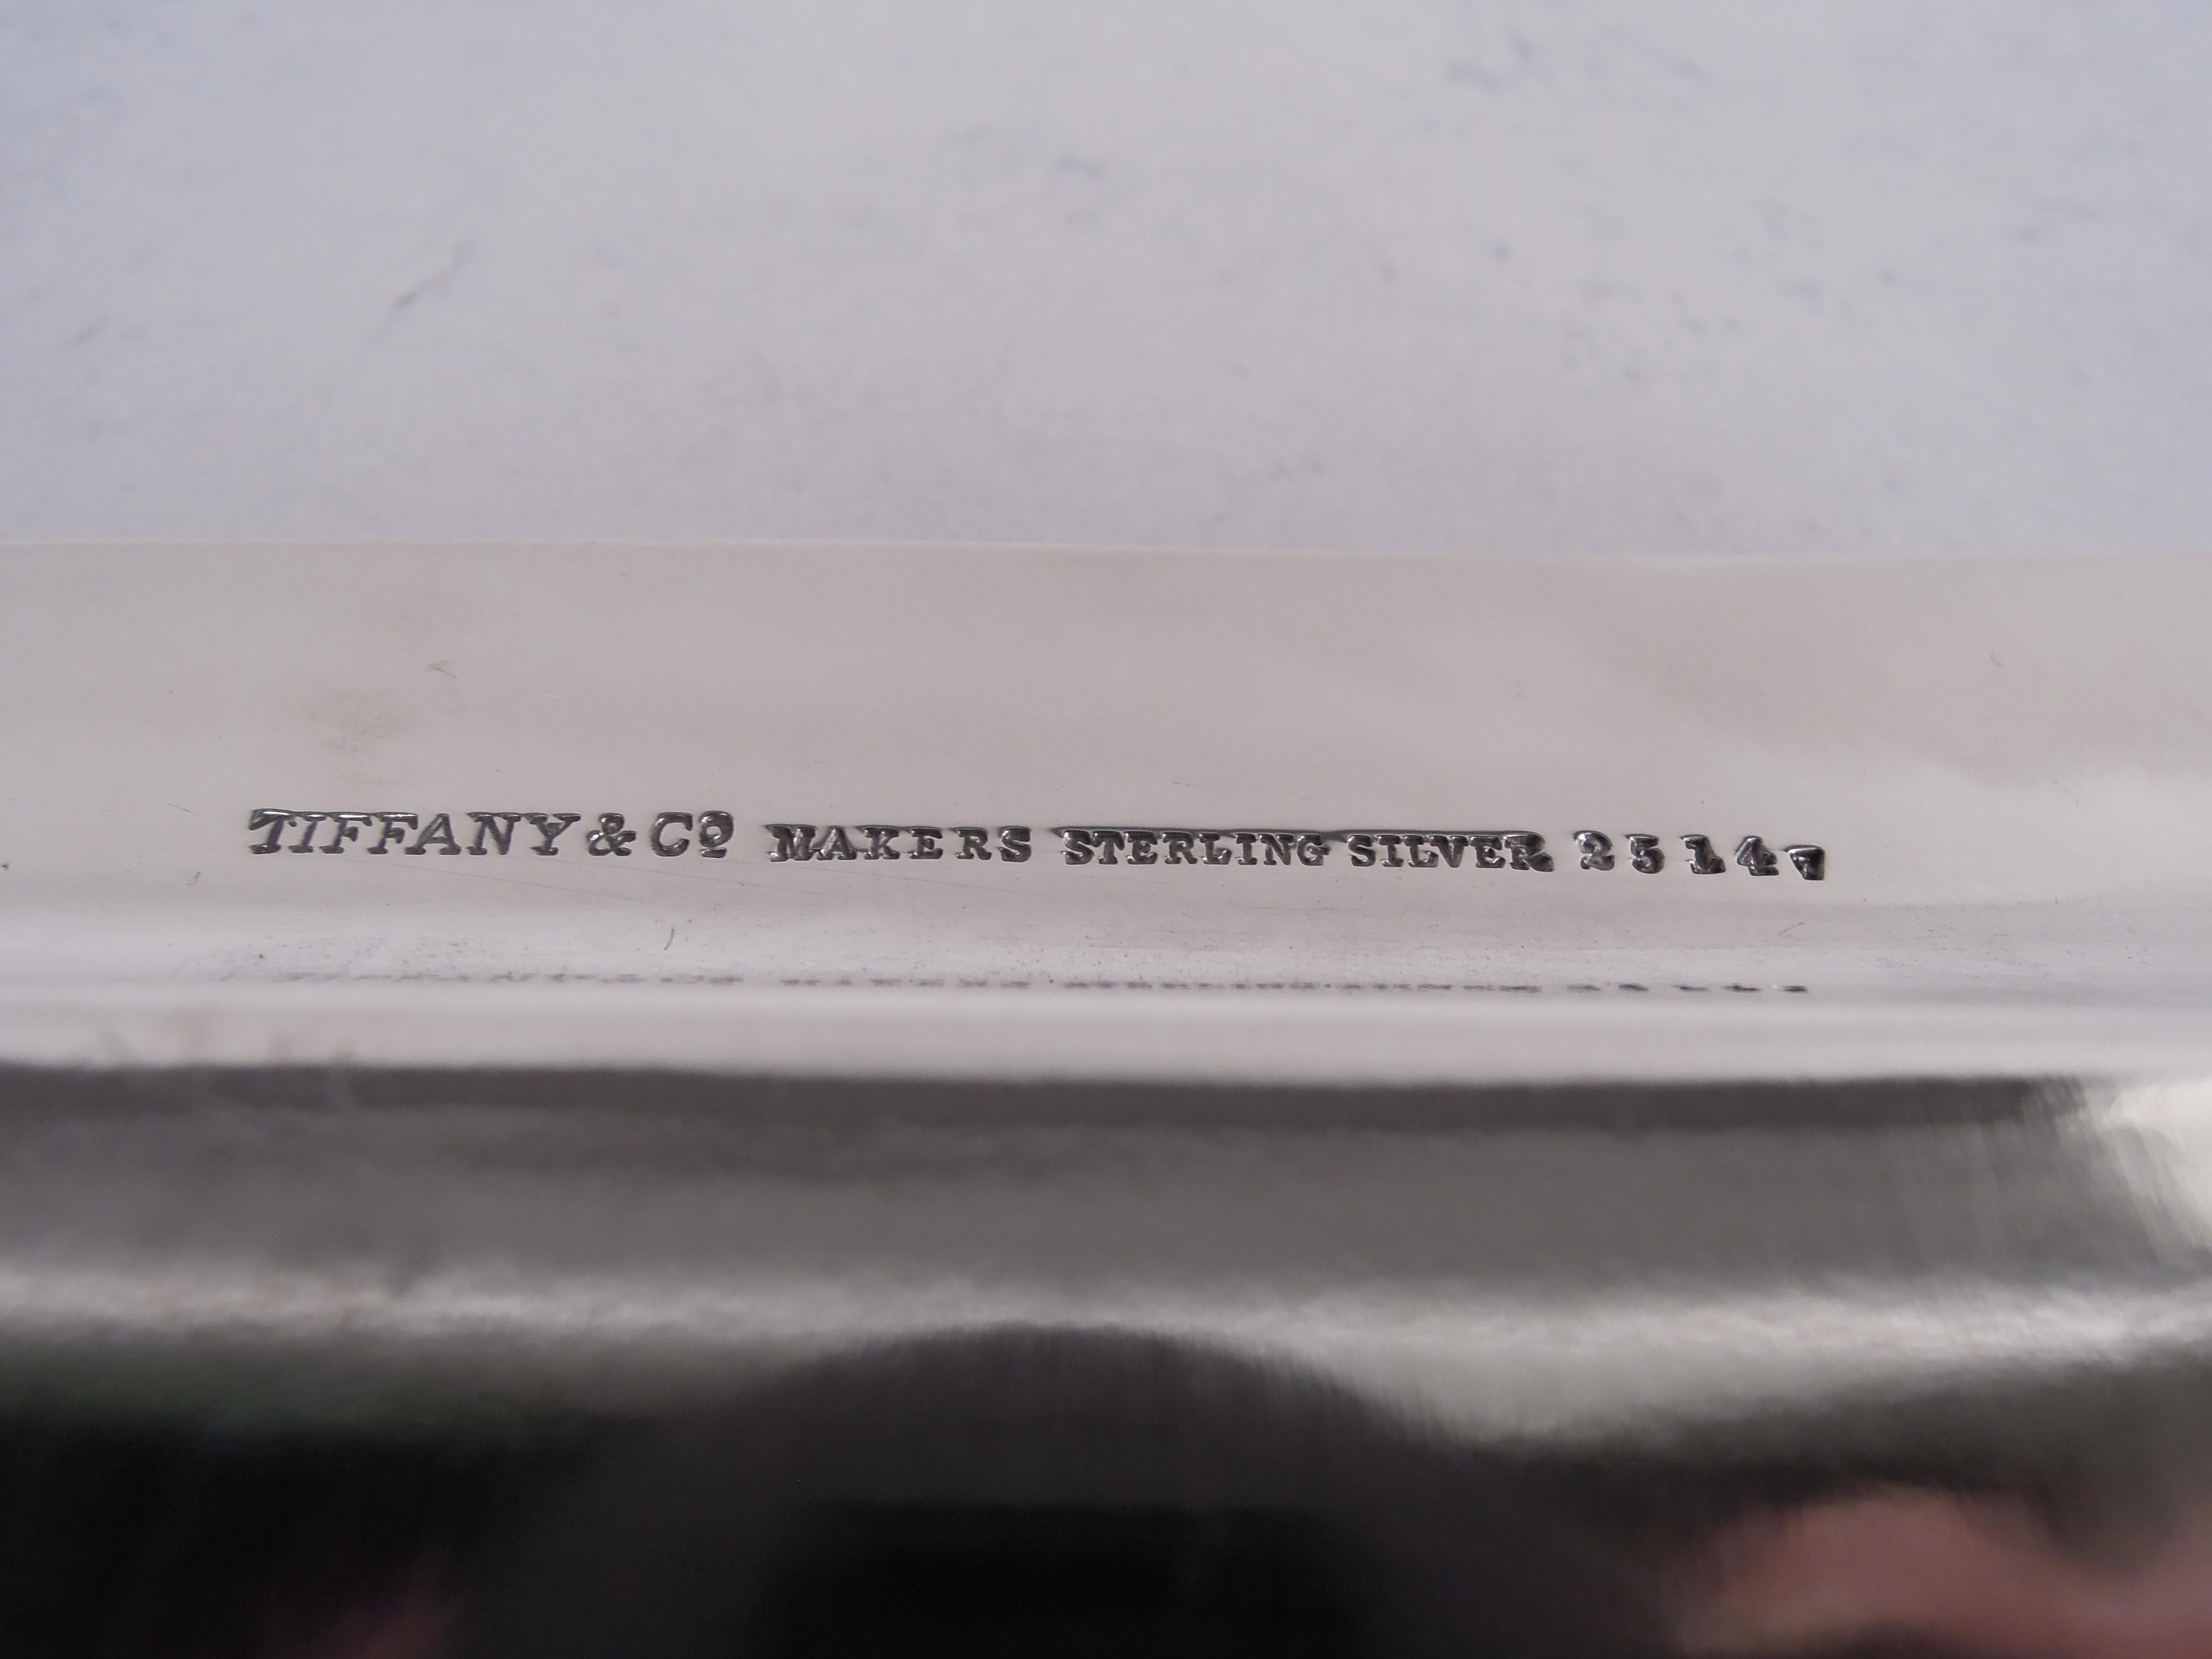 TIFFANY & Cº MAKERS STERLING SILVER 25147